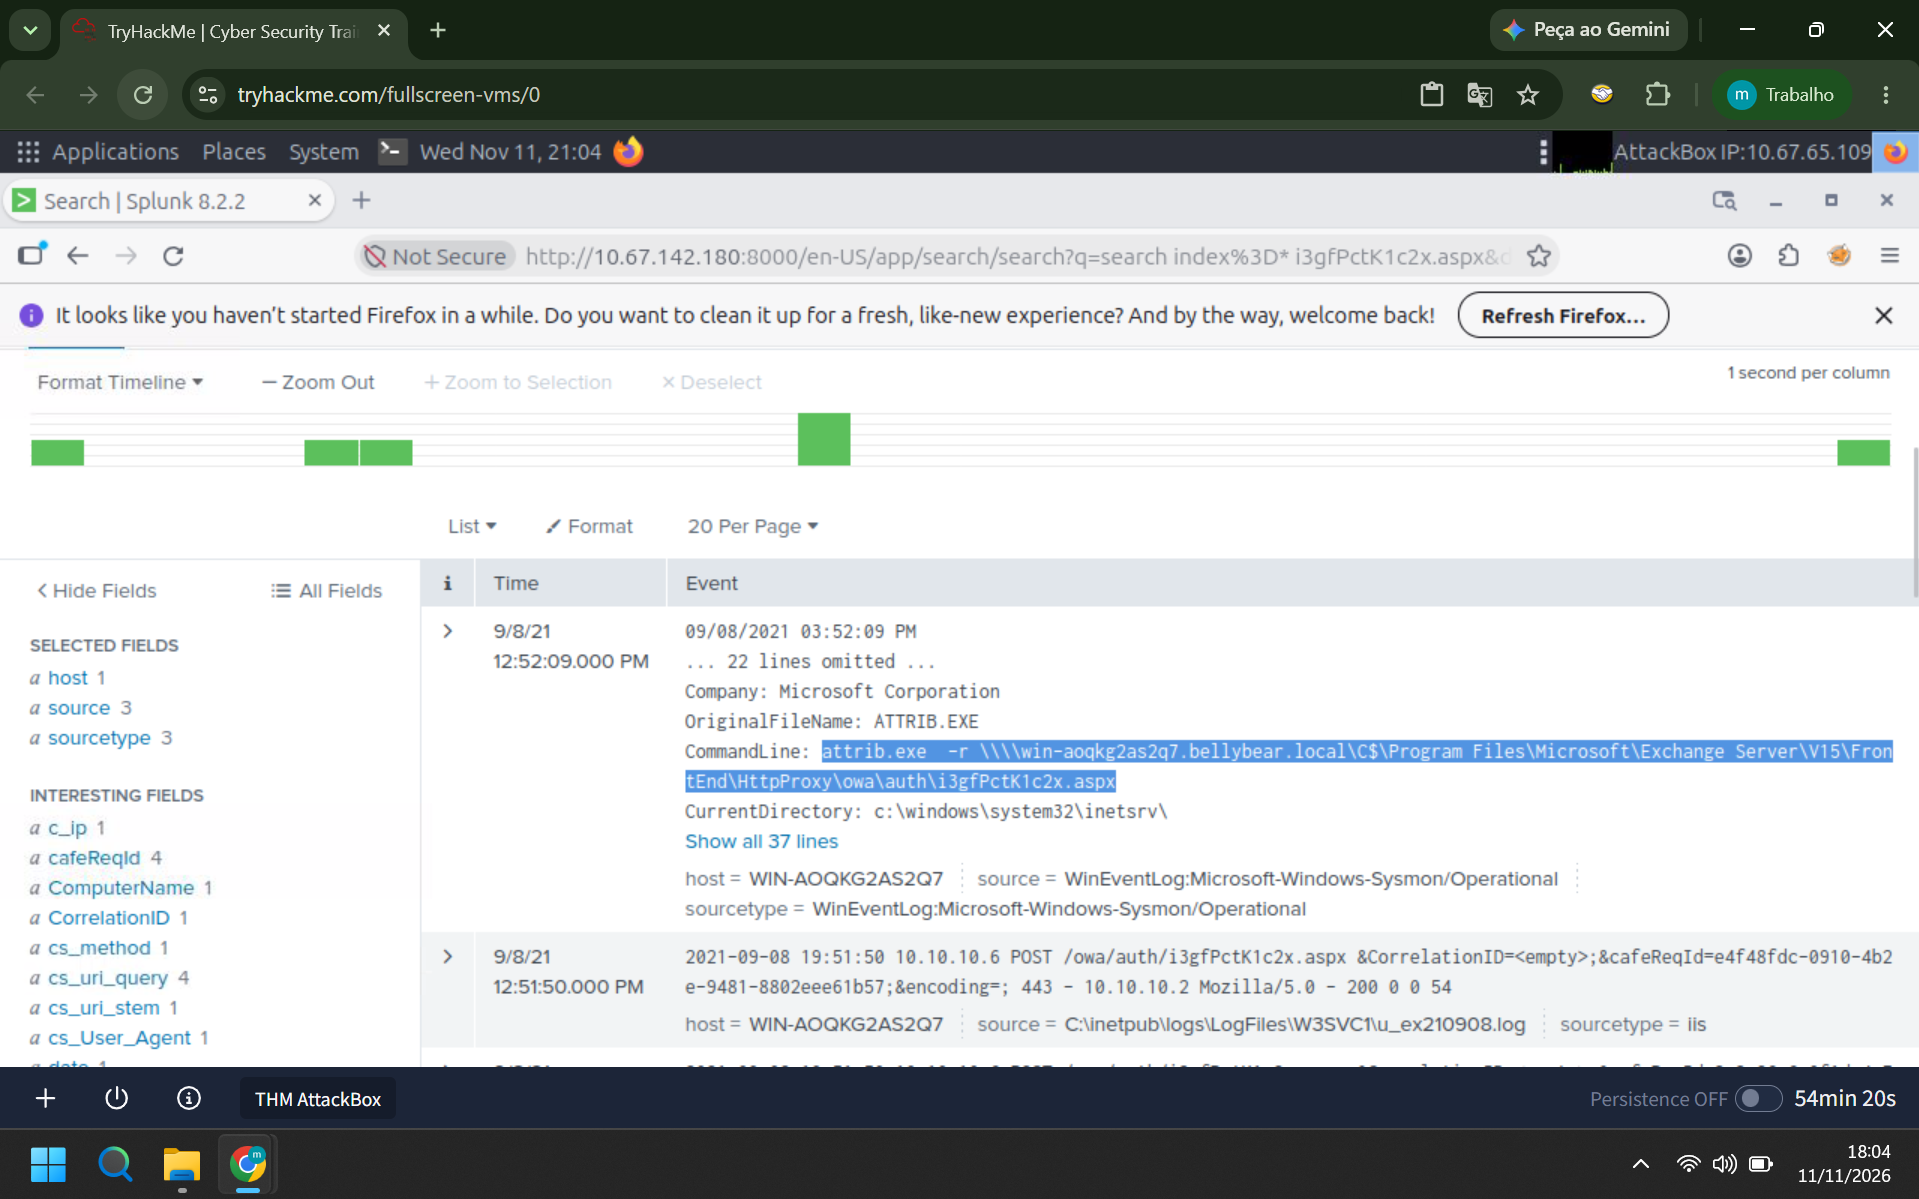 TryHackMe | Cyber Security Trai
Peça ao Gemini
tryhackme.com/fullscreen-vms/0
m Trabalho
Applications Places System Wed Nov 11, 21:04
AttackBox IP:10.67.65.109
Search | Splunk 8.2.2
Not Secure http://10.67.142.180:8000/en-US/app/search/search?q=search index%3D* i3gfPctK1c2x.aspx&d
It looks like you haven't started Firefox in a while. Do you want to clean it up for a fresh, like-new experience? And by the way, welcome back! Refresh Firefox...
Format Timeline — Zoom Out + Zoom to Selection × Deselect
1 second per column
List Format 20 Per Page
Hide Fields All Fields
SELECTED FIELDS
a host 1
a source 3
a sourcetype 3
INTERESTING FIELDS
a c_ip 1
a cafeReqId 4
a ComputerName 1
a CorrelationID 1
a cs_method 1
a cs_uri_query 4
a cs_uri_stem 1
a cs_User_Agent 1
i Time Event
9/8/21
12:52:09.000 PM
09/08/2021 03:52:09 PM
... 22 lines omitted ...
Company: Microsoft Corporation
OriginalFileName: ATTRIB.EXE
CommandLine: attrib.exe  -r \\\\win-aoqkg2as2q7.bellybear.local\C$\Program Files\Microsoft\Exchange Server\V15\Fron
tEnd\HttpProxy\owa\auth\i3gfPctK1c2x.aspx
CurrentDirectory: c:\windows\system32\inetsrv\
Show all 37 lines
host = WIN-AOQKG2AS2Q7 source = WinEventLog:Microsoft-Windows-Sysmon/Operational
sourcetype = WinEventLog:Microsoft-Windows-Sysmon/Operational
9/8/21
12:51:50.000 PM
2021-09-08 19:51:50 10.10.10.6 POST /owa/auth/i3gfPctK1c2x.aspx &CorrelationID=<empty>;&cafeReqId=e4f48fdc-0910-4b2
e-9481-8802eee61b57;&encoding=; 443 - 10.10.10.2 Mozilla/5.0 - 200 0 0 54
host = WIN-AOQKG2AS2Q7 source = C:\inetpub\logs\LogFiles\W3SVC1\u_ex210908.log sourcetype = iis
THM AttackBox
Persistence OFF 54min 20s
18:04
11/11/2026